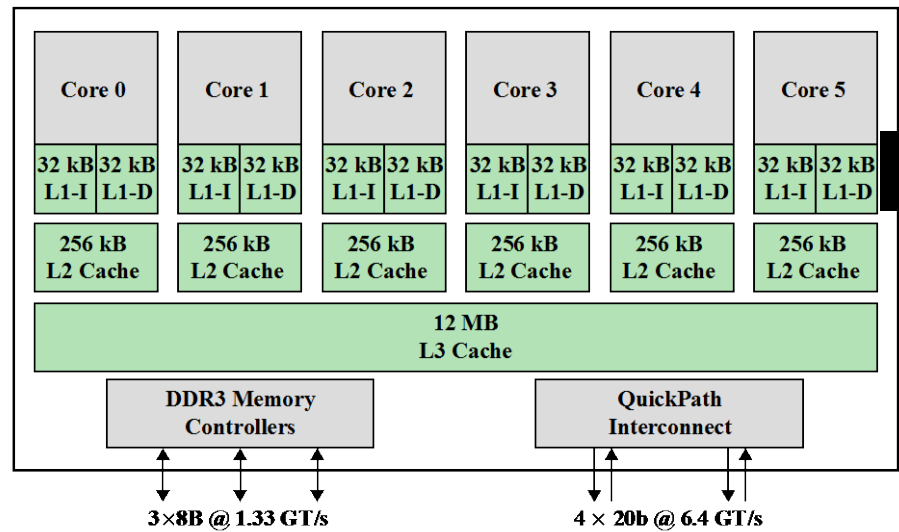 Core 0 Core 1 Core 2 Core 3 Core 4 Core 5
32 kB 32 kB 32 kB 32 kB 32 kB 32 kB 32 kB 32 kB 32 kB 32 kB 32 kB 32 kB
L1-I L1-D L1-I L1-D L1-I L1-D L1-I L1-D L1-I L1-D L1-I L1-D
256 kB 256 kB 256 kB 256 kB 256 kB 256 kB
L2 Cache L2 Cache L2 Cache L2 Cache L2 Cache L2 Cache
12 MB
L3 Cache
DDR3 Memory QuickPath
Controllers Interconnect
3×8B @ 1.33 GT/s 4 × 20b @ 6.4 GT/s